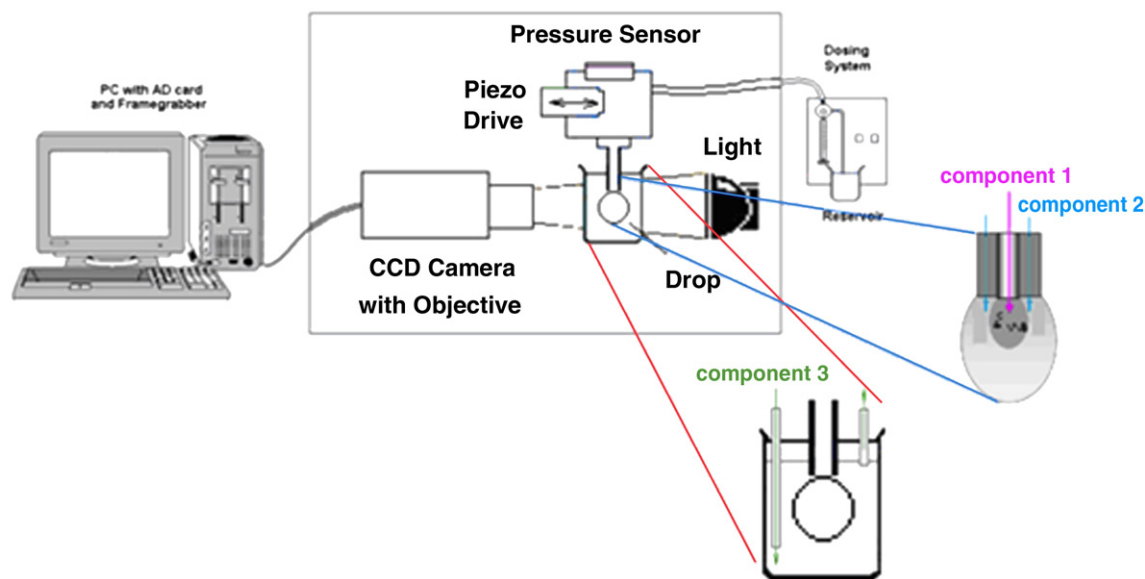 Pressure Sensor
Dosing
System
PC with AD card
and Framegrabber
Piezo
Drive
Light
component 1
component 2
Reservoir
CCD Camera
with Objective
Drop
component 3